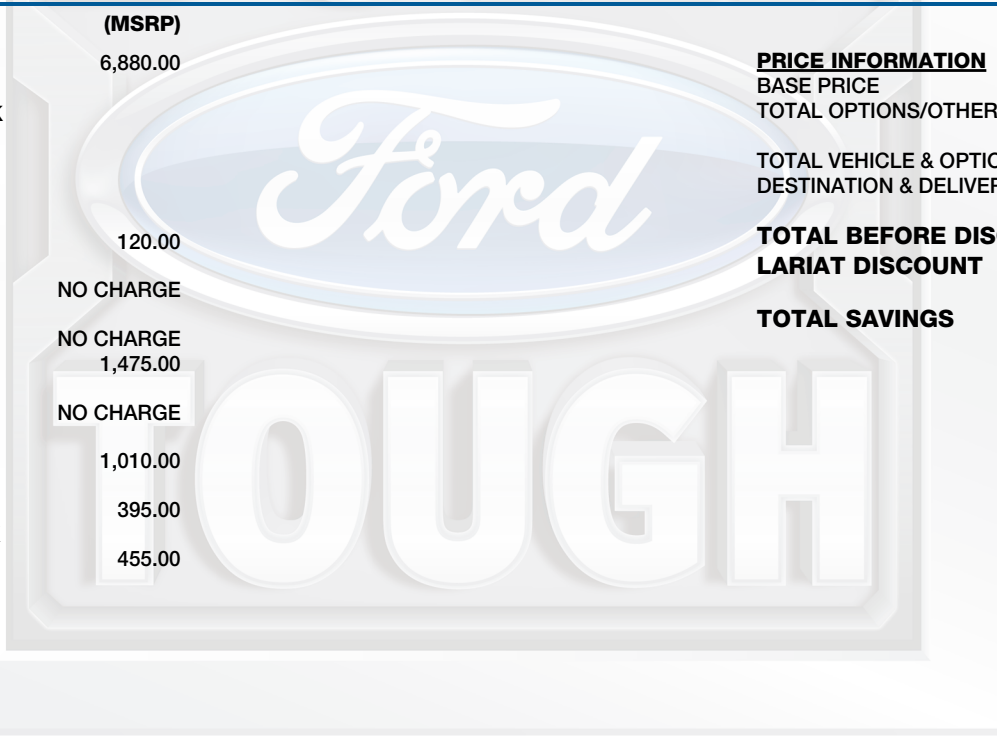 (MSRP)
6,880.00
120.00
NO CHARGE
NO CHARGE
1,475.00
NO CHARGE
1,010.00
395.00
455.00
Ford
TOUGH
PRICE INFORMATION
BASE PRICE
TOTAL OPTIONS/OTHER
TOTAL VEHICLE & OPTIO
DESTINATION & DELIVER
TOTAL BEFORE DIS
LARIAT DISCOUNT
TOTAL SAVINGS